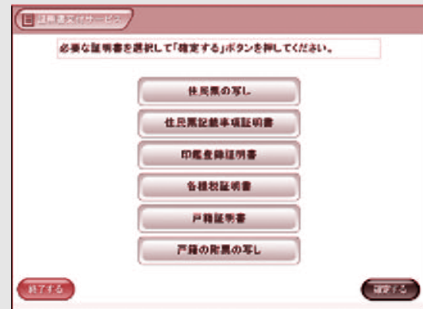 証明書交付サービス
必要な証明書を選択して「確定する」ボタンを押してください。
住民票の写し
住民票記載事項証明書
印鑑登録証明書
各種税証明書
戸籍証明書
戸籍の附票の写し
終了する
確定する